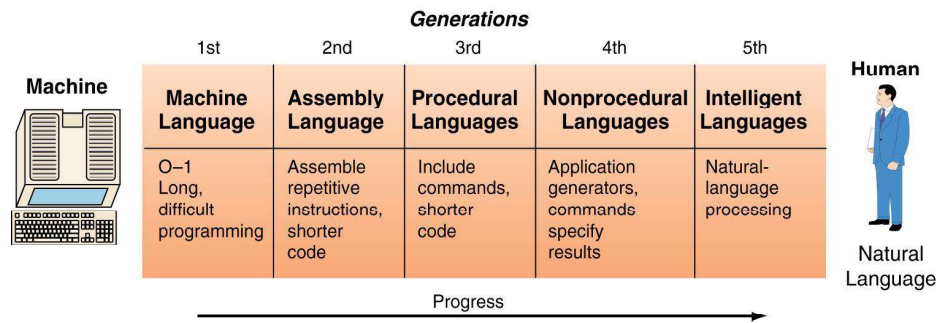 Generations
1st 2nd 3rd 4th 5th
Machine
Human
Machine Language
Assembly Language
Procedural Languages
Nonprocedural Languages
Intelligent Languages
O–1
Long,
difficult
programming
Assemble
repetitive
instructions,
shorter
code
Include
commands,
shorter
code
Application
generators,
commands
specify
results
Natural-
language
processing
Natural
Language
Progress